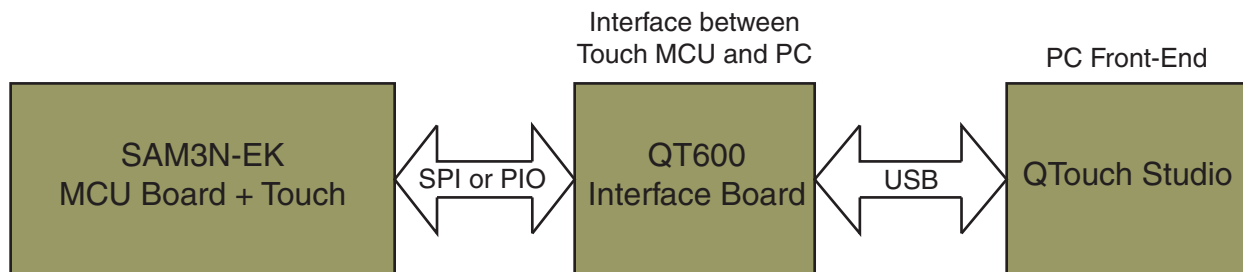 Interface between
Touch MCU and PC
PC Front-End
SAM3N-EK
MCU Board + Touch
SPI or PIO
QT600
Interface Board
USB
QTouch Studio